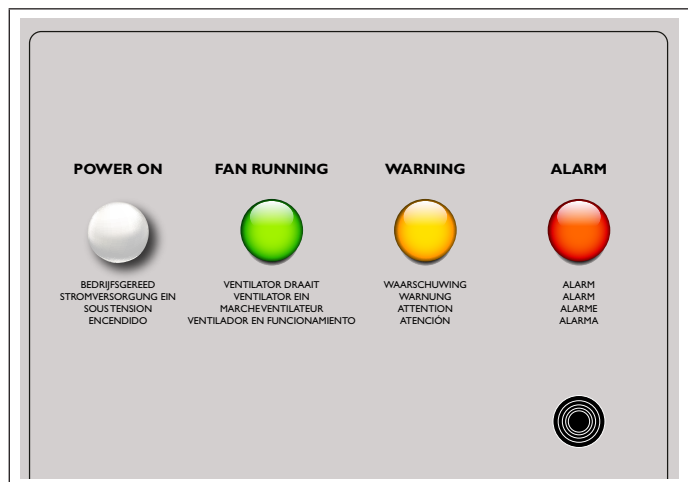 POWER ON
FAN RUNNING
WARNING
ALARM
BEDRIJFSGEREED
STROMVERSORGUNG EIN
SOUS TENSION
ENCENDIDO
VENTILATOR DRAAIT
VENTILATOR EIN
MARCHE VENTILATEUR
VENTILADOR EN FUNCIONAMIENTO
WAARSCHUWING
WARNUNG
ATTENTION
ATENCIÓN
ALARM
ALARM
ALARME
ALARMA